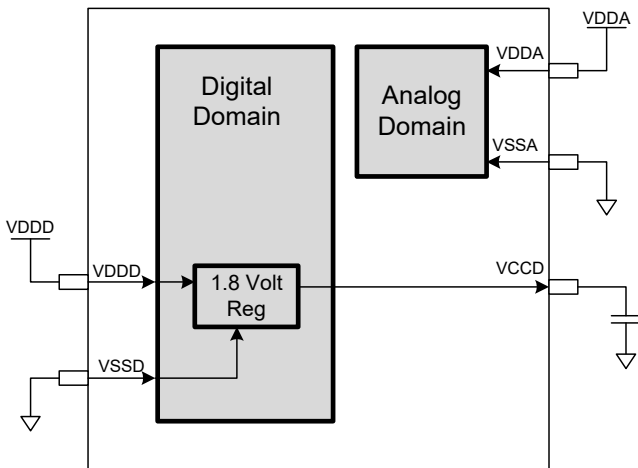 VDDA
VDDA
Digital
Domain
Analog
Domain
VSSA
VDDD
VDDD
VCCD
1.8 Volt
Reg
VSSD